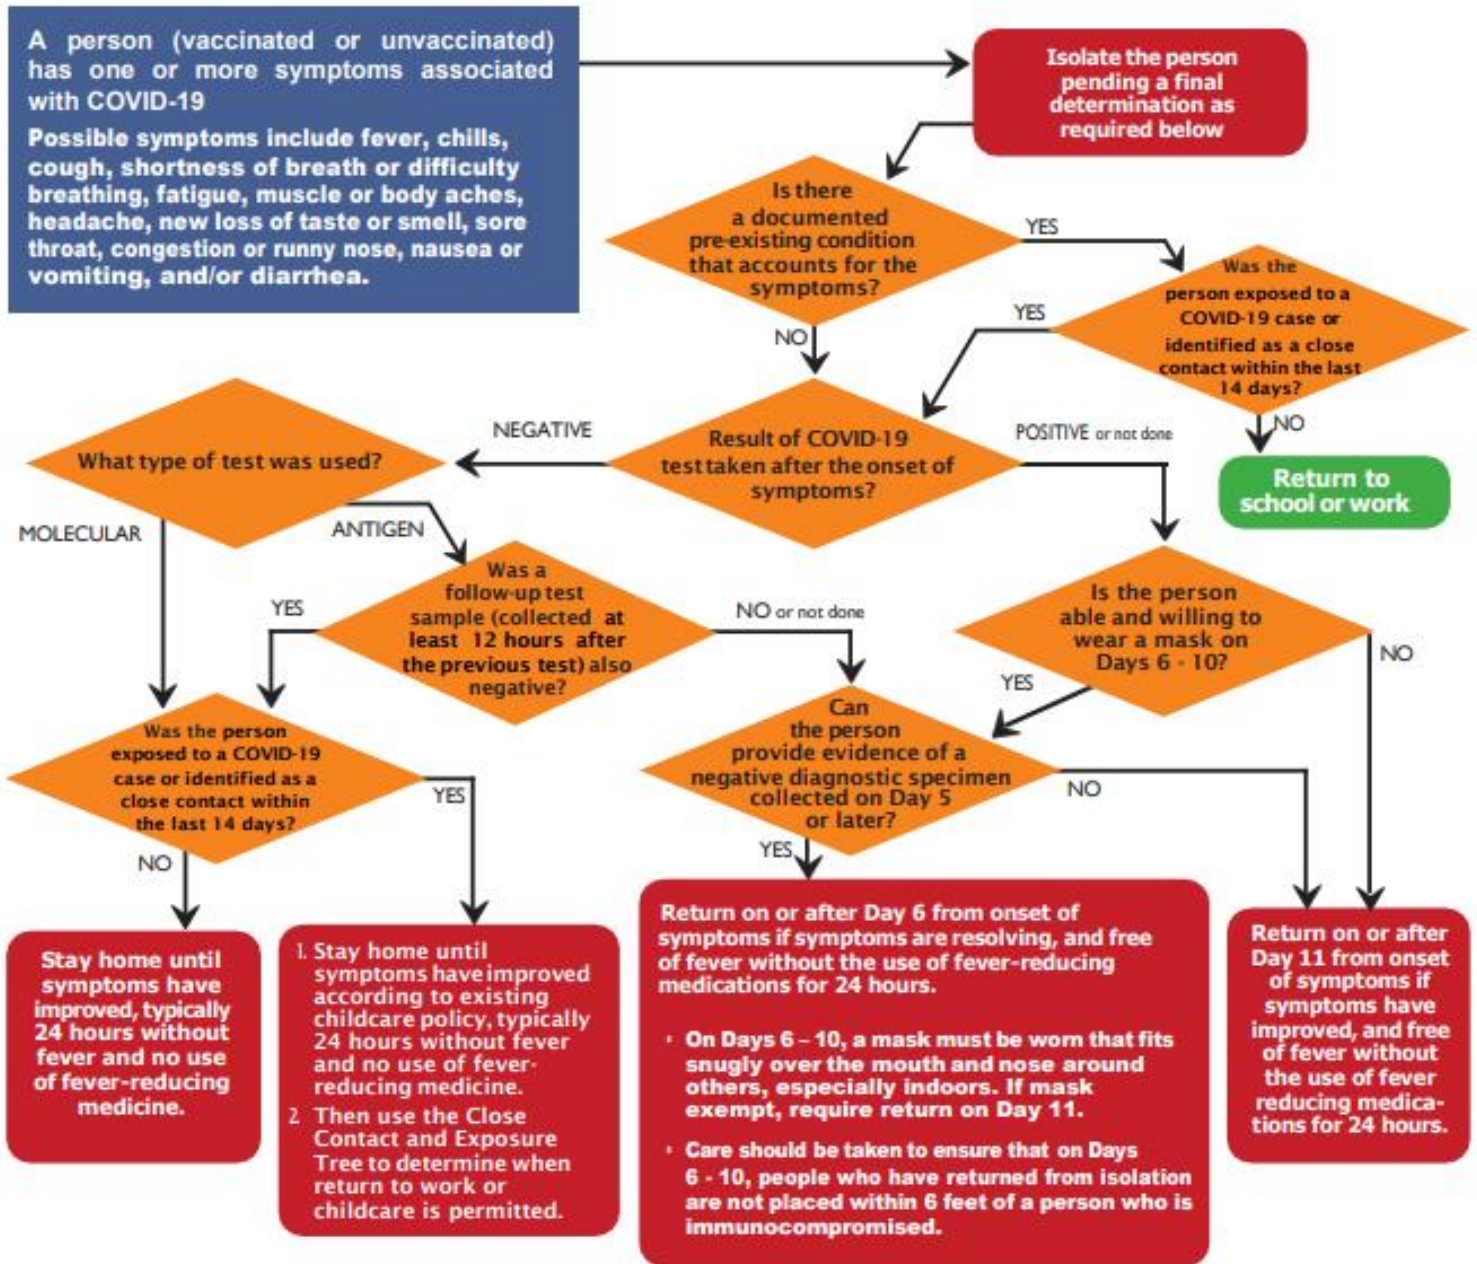 A person (vaccinated or unvaccinated)
has one or more symptoms associated
with COVID-19
Possible symptoms include fever, chills,
cough, shortness of breath or difficulty
breathing, fatigue, muscle or body aches,
headache, new loss of taste or smell, sore
throat, congestion or runny nose, nausea or
vomiting, and/or diarrhea.
Isolate the person
pending a final
determination as
required below
Is there
a documented
pre-existing condition
that accounts for the
symptoms?
YES
NO
Was the
person exposed to a
COVID-19 case or
identified as a close
contact within the last
14 days?
YES
NO
Return to
school or work
Result of COVID-19
test taken after the onset of
symptoms?
NEGATIVE
POSITIVE or not done
What type of test was used?
MOLECULAR
ANTIGEN
Was a
follow-up test
sample (collected at
least 12 hours after
the previous test) also
negative?
YES
NO or not done
Is the person
able and willing to
wear a mask on
Days 6 - 10?
YES
NO
Was the person
exposed to a COVID-19
case or identified as a
close contact within
the last 14 days?
YES
NO
Can
the person
provide evidence of a
negative diagnostic specimen
collected on Day 5
or later?
YES
NO
Stay home until
symptoms have
improved, typically
24 hours without
fever and no use
of fever-reducing
medicine.
1. Stay home until
symptoms have improved
according to existing
childcare policy, typically
24 hours without fever
and no use of fever-
reducing medicine.
2 Then use the Close
Contact and Exposure
Tree to determine when
return to work or
childcare is permitted.
Return on or after Day 6 from onset of
symptoms if symptoms are resolving, and free
of fever without the use of fever-reducing
medications for 24 hours.
· On Days 6 – 10, a mask must be worn that fits
snugly over the mouth and nose around
others, especially indoors. If mask
exempt, require return on Day 11.
· Care should be taken to ensure that on Days
6 - 10, people who have returned from isolation
are not placed within 6 feet of a person who is
immunocompromised.
Return on or after
Day 11 from onset
of symptoms if
symptoms have
improved, and free
of fever without
the use of fever
reducing medica-
tions for 24 hours.